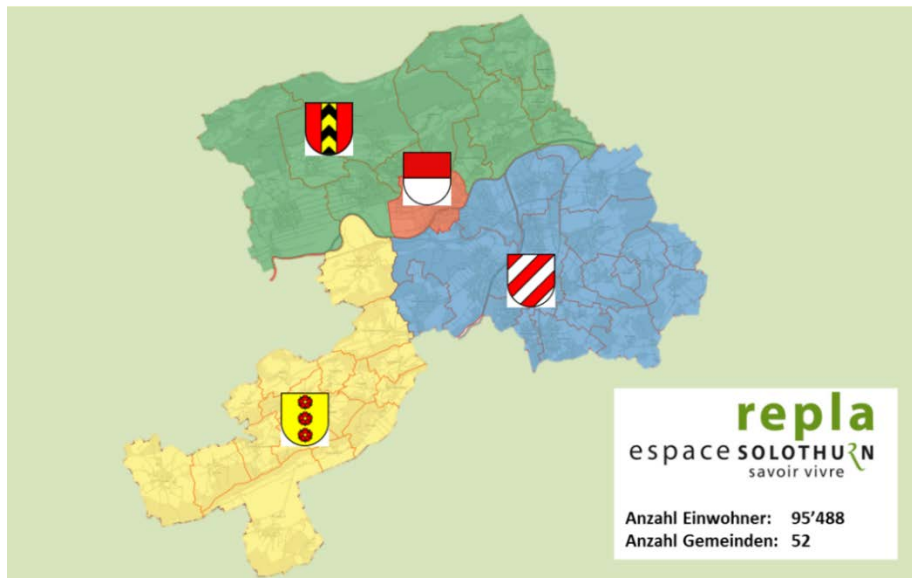 repla
espace SOLOTHURN
savoir vivre
Anzahl Einwohner: 95’488
Anzahl Gemeinden: 52